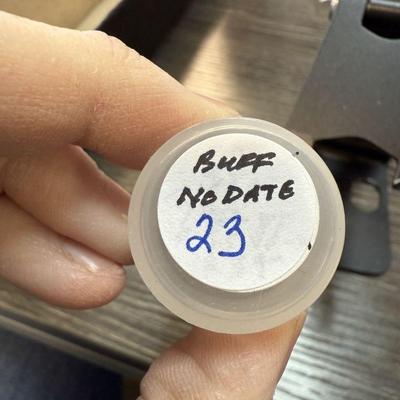 BUFF
NO DATE
23